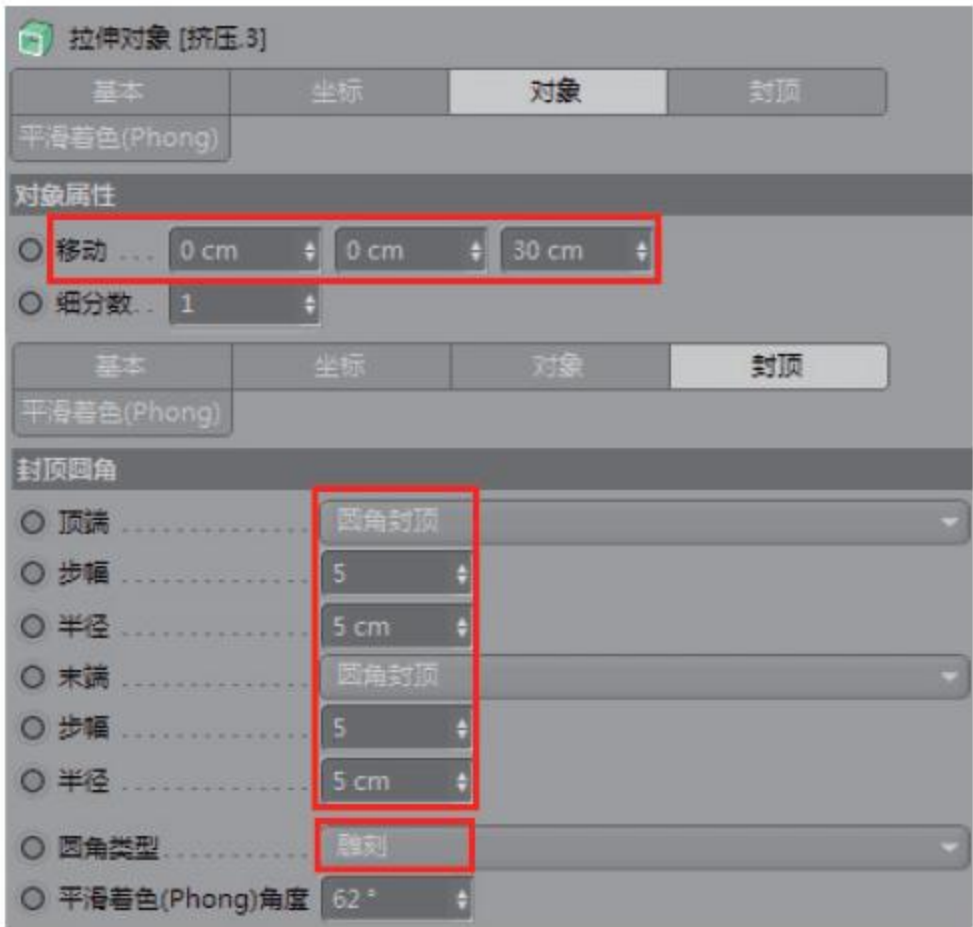 拉伸对象 [挤压.3]
基本 坐标 对象 封顶
平滑着色(Phong)
对象属性
移动 ... 0 cm 0 cm 30 cm
细分数.. 1
基本 坐标 对象 封顶
平滑着色(Phong)
封顶圆角
顶端 圆角封顶
步幅 5
半径 5 cm
末端 圆角封顶
步幅 5
半径 5 cm
圆角类型 雕刻
平滑着色(Phong)角度 62°